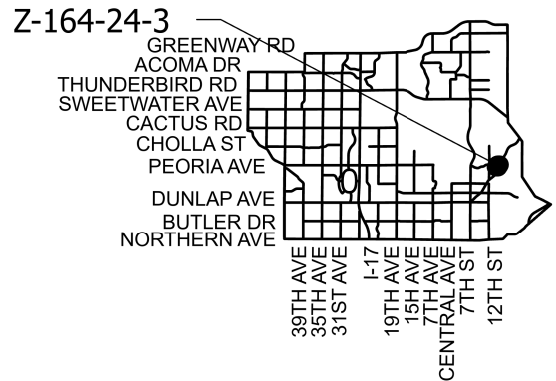 Z-164-24-3
GREENWAY RD
ACOMA DR
THUNDERBIRD RD
SWEETWATER AVE
CACTUS RD
CHOLLA ST
PEORIA AVE
DUNLAP AVE
BUTLER DR
NORTHERN AVE
39TH AVE
35TH AVE
31ST AVE
I-17
19TH AVE
15H AVE
7TH AVE
CENTRAL AVE
7TH ST
12TH ST